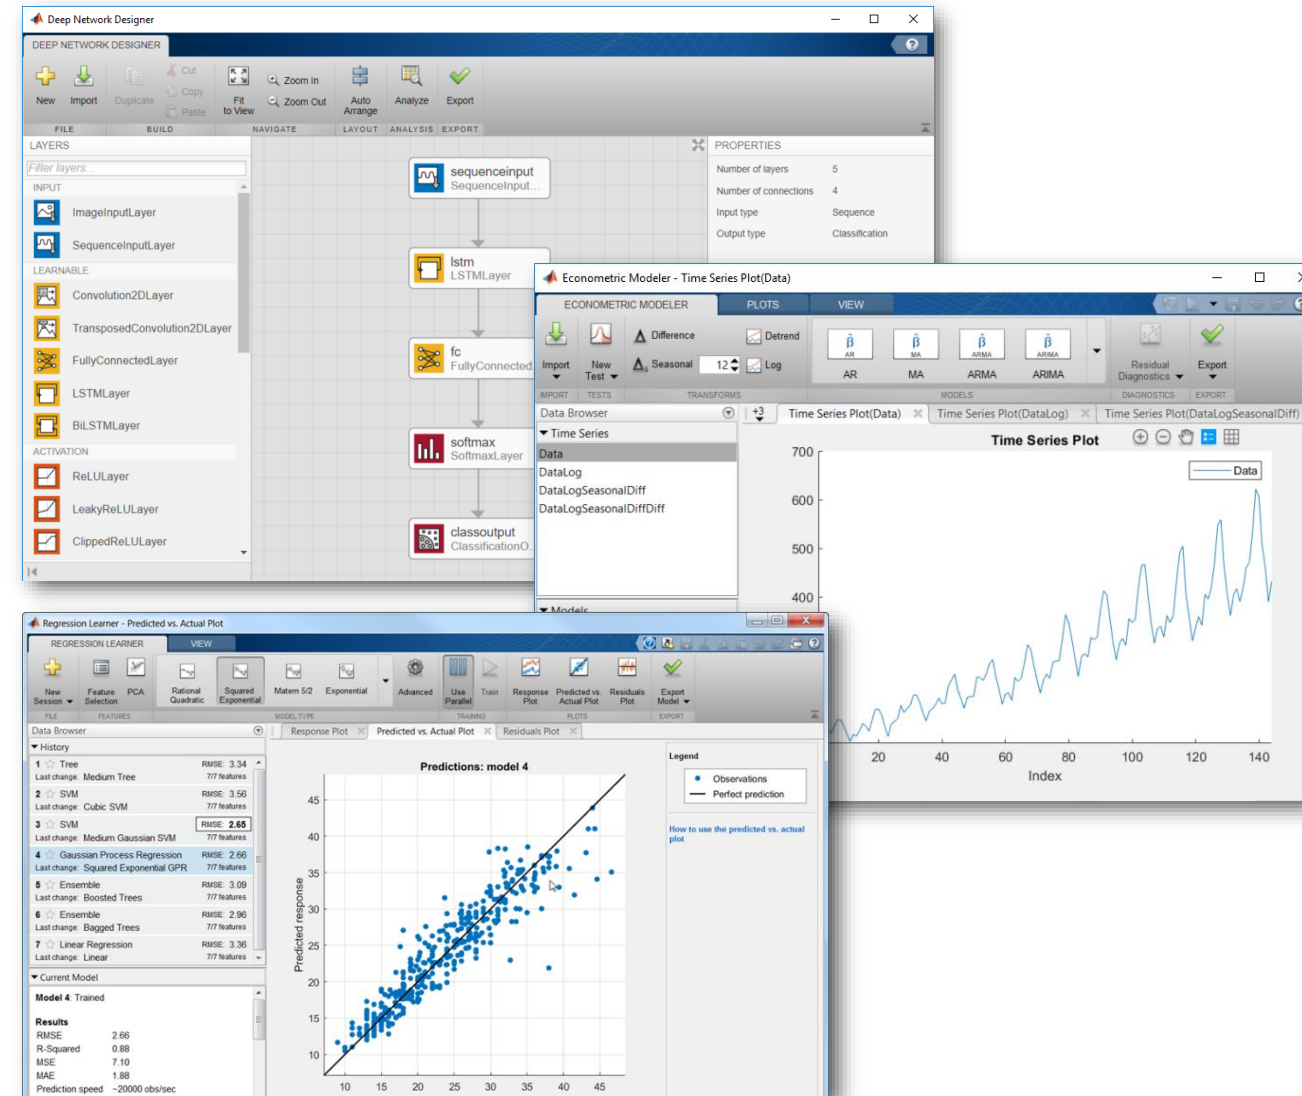 Deep Network Designer
DEEP NETWORK DESIGNER
New Import Duplicate Cut Copy Paste Fit to View Zoom In Zoom Out Auto Arrange Analyze Export
FILE BUILD NAVIGATE LAYOUT ANALYSIS EXPORT
LAYERS
Filter layers...
INPUT
ImageInputLayer
SequenceInputLayer
LEARNABLE
Convolution2DLayer
TransposedConvolution2DLayer
FullyConnectedLayer
LSTMLayer
BiLSTMLayer
ACTIVATION
ReLULayer
LeakyReLULayer
ClippedReLULayer
sequenceinput
SequenceInput...
lstm
LSTMLayer
fc
FullyConnected
softmax
SoftmaxLayer
classoutput
ClassificationO
PROPERTIES
Number of layers 5
Number of connections 4
Input type Sequence
Output type Classification
Econometric Modeler - Time Series Plot(Data)
ECONOMETRIC MODELER PLOTS VIEW
Import New Test Δ Difference Δs Seasonal 12 Detrend Log
β̂ AR β̂ MA β̂ ARMA β̂ ARIMA
AR MA ARMA ARIMA
Residual Diagnostics Export
IMPORT TESTS TRANSFORMS MODELS DIAGNOSTICS EXPORT
Data Browser
+3 Time Series Plot(Data) Time Series Plot(DataLog) Time Series Plot(DataLogSeasonalDiff)
Time Series
Data
DataLog
DataLogSeasonalDiff
DataLogSeasonalDiffDiff
Models
Time Series Plot
Data
700
600
500
400
20 40 60 80 100 120 140
Index
Regression Learner - Predicted vs. Actual Plot
REGRESSION LEARNER VIEW
New Session Feature Selection PCA Rational Quadratic Squared Exponential Matern 5/2 Exponential Advanced Use Parallel Train Response Plot Predicted vs. Actual Plot Residuals Plot Export Model
FILE FEATURES MODEL TYPE TRAINING PLOTS EXPORT
Data Browser
Response Plot Predicted vs. Actual Plot Residuals Plot
History
1 Tree RMSE: 3.34
Last change: Medium Tree 7/7 features
2 SVM RMSE: 3.56
Last change: Cubic SVM 7/7 features
3 SVM RMSE: 2.65
Last change: Medium Gaussian SVM 7/7 features
4 Gaussian Process Regression RMSE: 2.66
Last change: Squared Exponential GPR 7/7 features
5 Ensemble RMSE: 3.09
Last change: Boosted Trees 7/7 features
6 Ensemble RMSE: 2.96
Last change: Bagged Trees 7/7 features
7 Linear Regression RMSE: 3.36
Last change: Linear 7/7 features
Current Model
Model 4: Trained
Results
RMSE 2.66
R-Squared 0.88
MSE 7.10
MAE 1.88
Prediction speed ~20000 obs/sec
Predictions: model 4
Predicted response
45
40
35
30
25
20
15
10
10 15 20 25 30 35 40 45
Legend
Observations
Perfect prediction
How to use the predicted vs. actual
plot